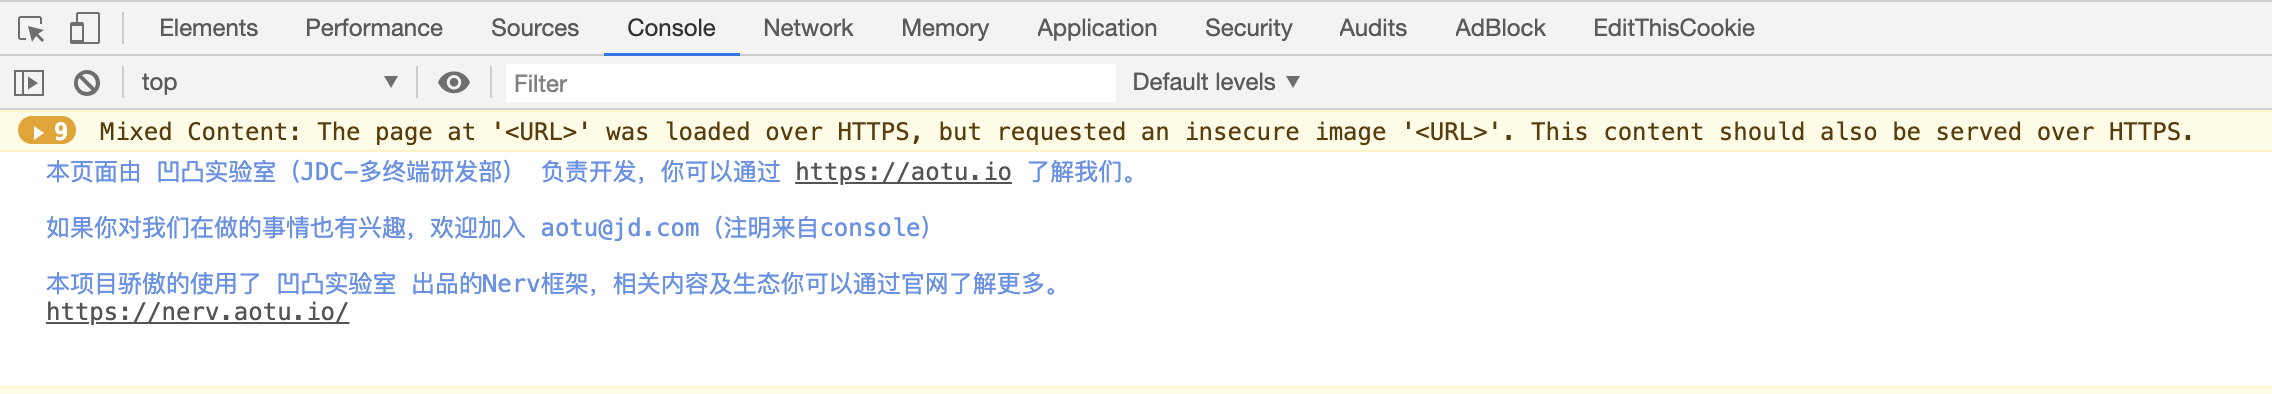 Elements Performance Sources Console Network Memory Application Security Audits AdBlock EditThisCookie
top Filter Default levels
9 Mixed Content: The page at '<URL>' was loaded over HTTPS, but requested an insecure image '<URL>'. This content should also be served over HTTPS.
本页面由 凹凸实验室（JDC-多终端研发部） 负责开发，你可以通过 https://aotu.io 了解我们。
如果你对我们在做的事情也有兴趣，欢迎加入 aotu@jd.com（注明来自console）
本项目骄傲的使用了 凹凸实验室 出品的Nerv框架，相关内容及生态你可以通过官网了解更多。
https://nerv.aotu.io/